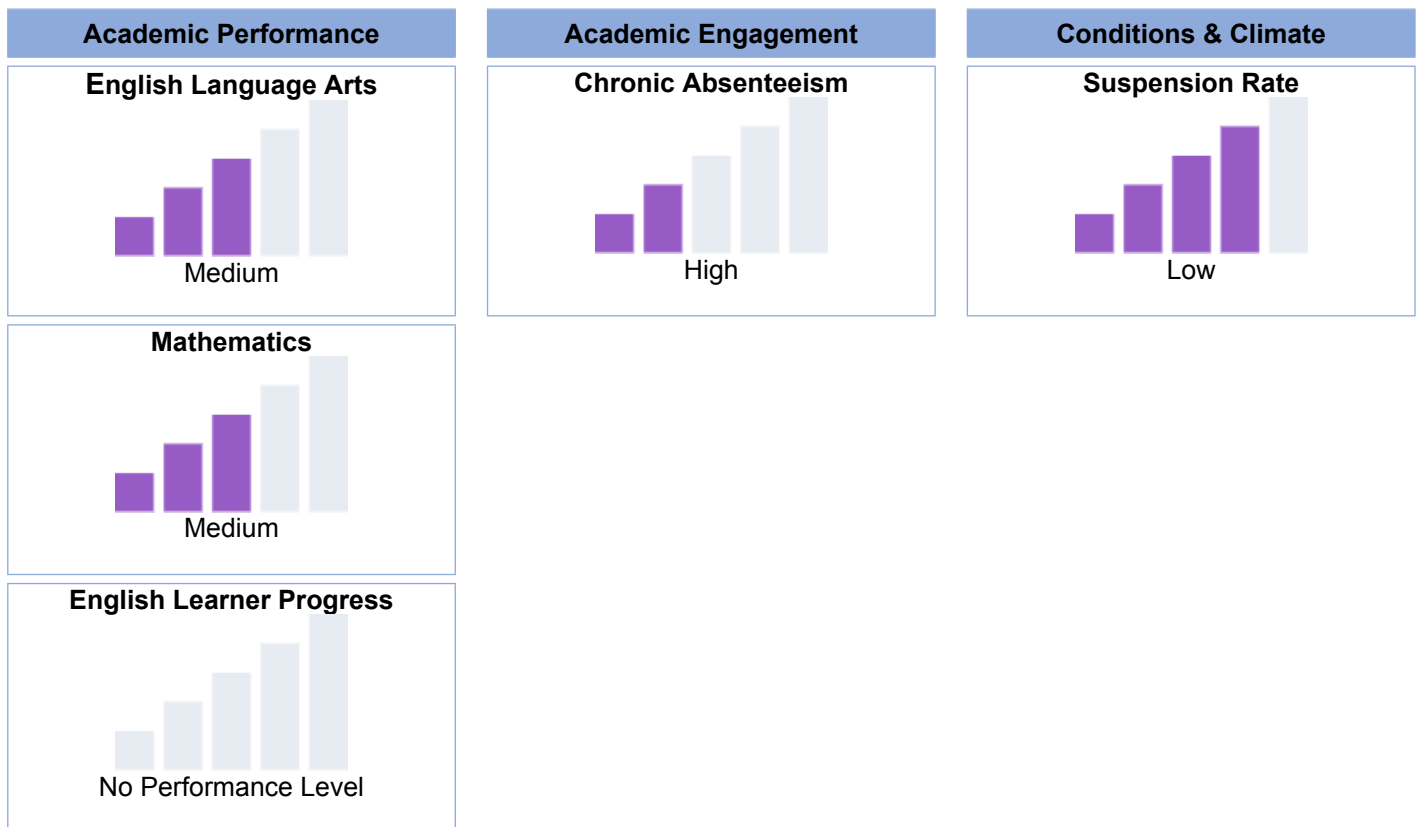 Academic Performance
English Language Arts
Medium
Mathematics
Medium
English Learner Progress
No Performance Level
Academic Engagement
Chronic Absenteeism
High
Conditions & Climate
Suspension Rate
Low